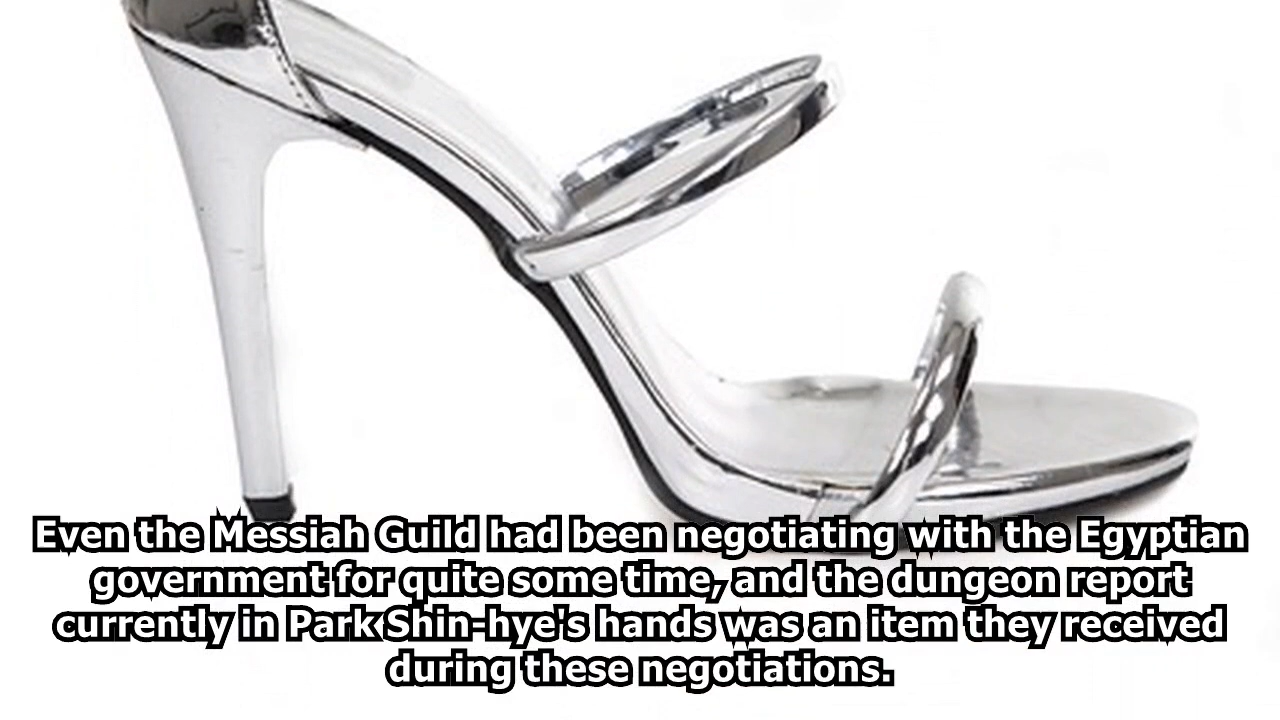 Even the Messiah Guild had been negotiating with the Egyptian
government for quite some time, and the dungeon report
currently in Park Shin-hye's hands was an item they received
during these negotiations.